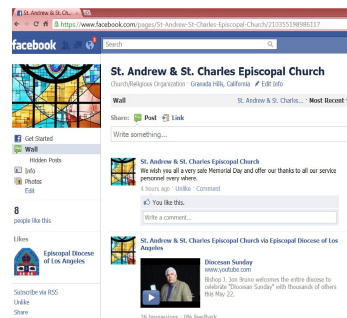 St. Andrew & St. Ch...
https://www.facebook.com/pages/St-Andrew-St-Charles-Episcopal-Church/210355198986117
facebook
Search
St. Andrew & St. Charles Episcopal Church
Church/Religious Organization · Granada Hills, California · Edit Info
Wall
St. Andrew & St. Charles... · Most Recent
Share: Post Link
Write something...
Get Started
Wall
Hidden Posts
Info
Photos
Edit
8
people like this
Likes
Episcopal Diocese
of Los Angeles
Subscribe via RSS
Unlike
Share
St. Andrew & St. Charles Episcopal Church
We wish you all a very safe Memorial Day and offer our thanks to all our service
personnel every where.
4 hours ago · Unlike · Comment
You like this.
Write a comment...
St. Andrew & St. Charles Episcopal Church via Episcopal Diocese of Los
Angeles
Diocesan Sunday
www.youtube.com
Bishop J. Jon Bruno welcomes the entire diocese to
celebrate "Diocesan Sunday" with thousands of others
this May 22.
Impressions · 0% Feedback